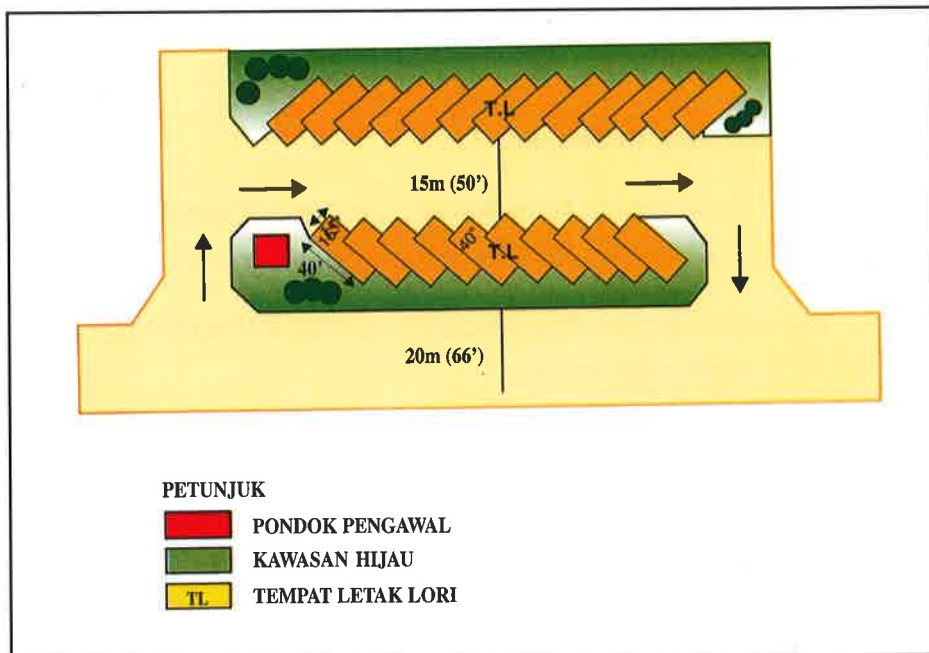 T.L
15m (50')
40°
T.L
40'
20m (66')
PETUNJUK
PONDOK PENGAWAL
KAWASAN HIJAU
TL TEMPAT LETAK LORI